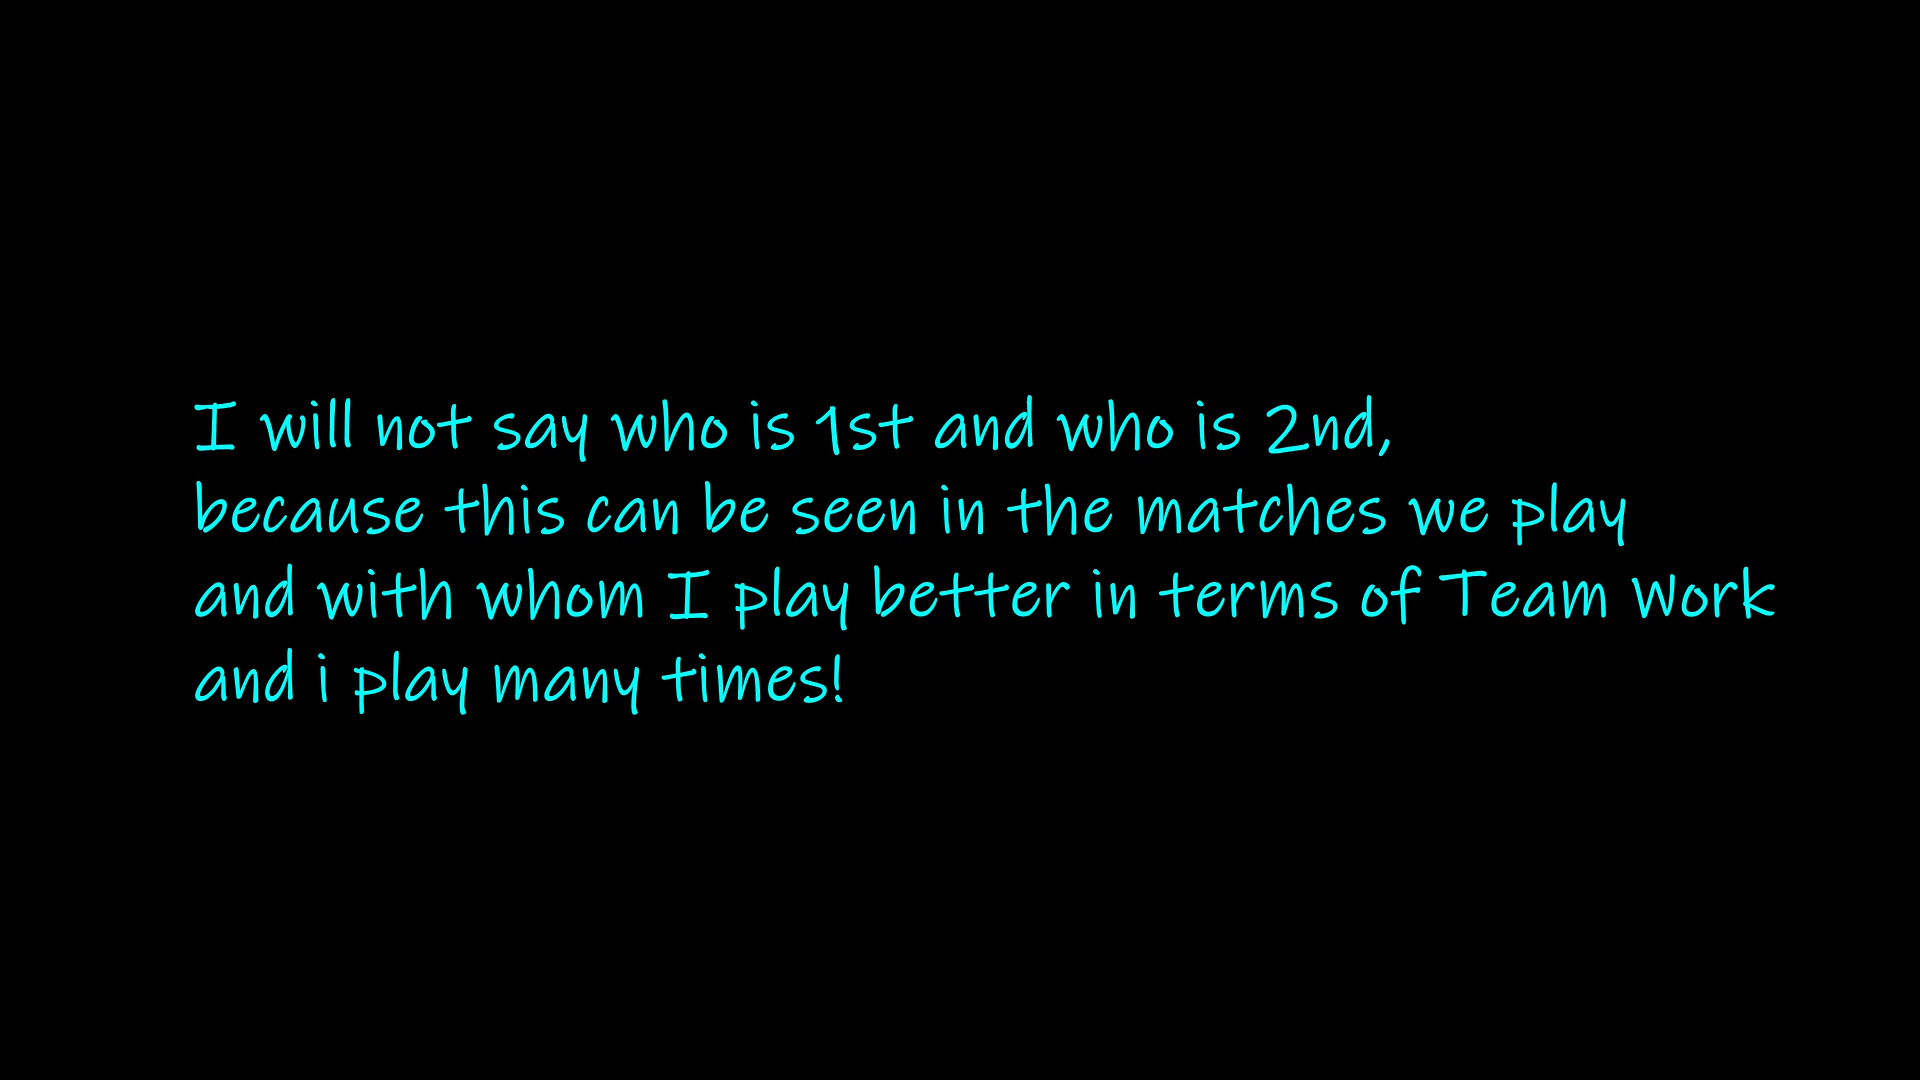 I will not say who is 1st and who is 2nd,
because this can be seen in the matches we play
and with whom I play better in terms of Team Work
and i play many times!